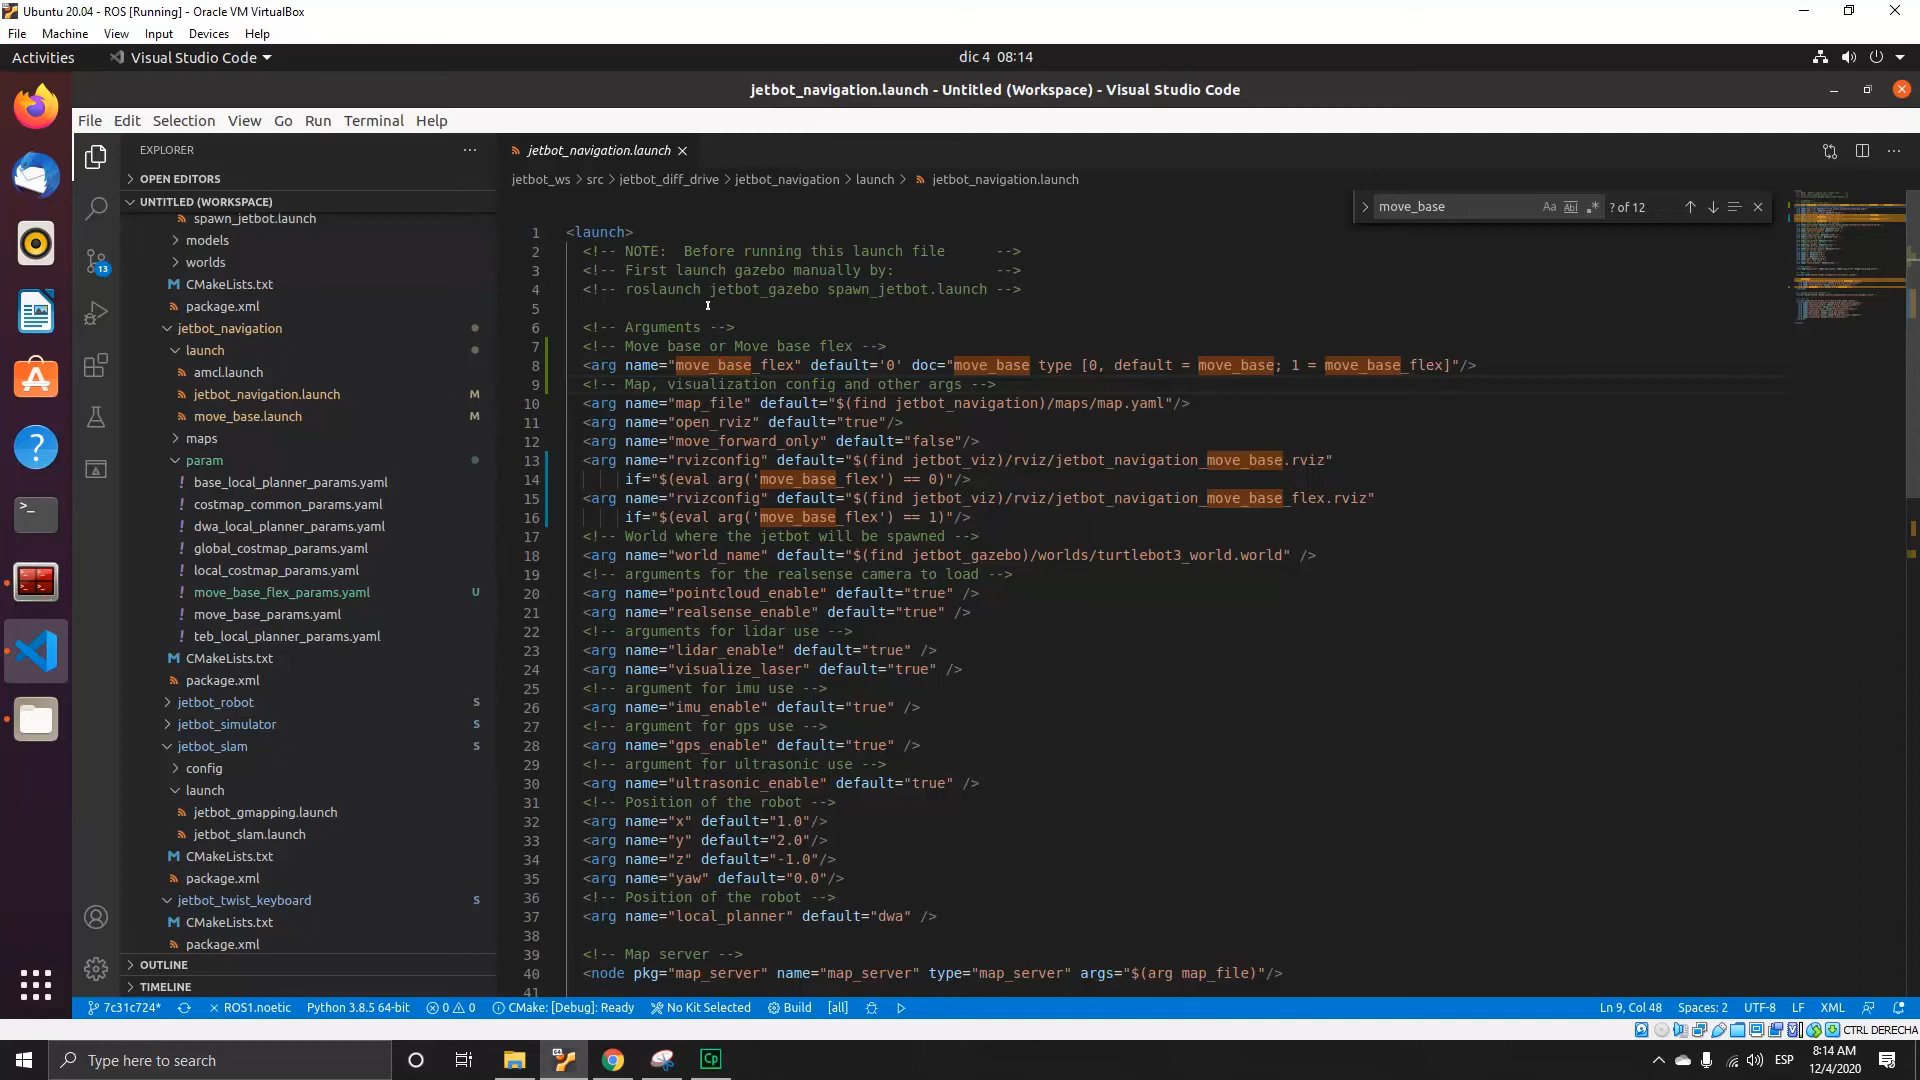 Ubuntu 20.04 - ROS [Running] - Oracle VM VirtualBox
File Machine View Input Devices Help
Activities Visual Studio Code dic 4 08:14
jetbot_navigation.launch - Untitled (Workspace) - Visual Studio Code
File Edit Selection View Go Run Terminal Help
EXPLORER
OPEN EDITORS
UNTITLED (WORKSPACE)
spawn_jetbot.launch
models
worlds
CMakeLists.txt
package.xml
jetbot_navigation
launch
amcl.launch
jetbot_navigation.launch M
move_base.launch M
maps
param
base_local_planner_params.yaml
costmap_common_params.yaml
dwa_local_planner_params.yaml
global_costmap_params.yaml
local_costmap_params.yaml
move_base_flex_params.yaml U
move_base_params.yaml
teb_local_planner_params.yaml
CMakeLists.txt
package.xml
jetbot_robot S
jetbot_simulator S
jetbot_slam S
config
launch
jetbot_gmapping.launch
jetbot_slam.launch
CMakeLists.txt
package.xml
jetbot_twist_keyboard S
CMakeLists.txt
package.xml
OUTLINE
TIMELINE
13
jetbot_navigation.launch
jetbot_ws > src > jetbot_diff_drive > jetbot_navigation > launch > jetbot_navigation.launch
move_base Aa Abl .* ? of 12
1 <launch>
2 <!-- NOTE:  Before running this launch file      -->
3 <!-- First launch gazebo manually by:            -->
4 <!-- roslaunch jetbot_gazebo spawn_jetbot.launch -->
5
6 <!-- Arguments -->
7 <!-- Move base or Move base flex -->
8 <arg name="move_base_flex" default='0' doc="move_base type [0, default = move_base; 1 = move_base_flex]"/>
9 <!-- Map, visualization config and other args -->
10 <arg name="map_file" default="$(find jetbot_navigation)/maps/map.yaml"/>
11 <arg name="open_rviz" default="true"/>
12 <arg name="move_forward_only" default="false"/>
13 <arg name="rvizconfig" default="$(find jetbot_viz)/rviz/jetbot_navigation_move_base.rviz"
14 if="$(eval arg('move_base_flex') == 0)"/>
15 <arg name="rvizconfig" default="$(find jetbot_viz)/rviz/jetbot_navigation_move_base_flex.rviz"
16 if="$(eval arg('move_base_flex') == 1)"/>
17 <!-- World where the jetbot will be spawned -->
18 <arg name="world_name" default="$(find jetbot_gazebo)/worlds/turtlebot3_world.world" />
19 <!-- arguments for the realsense camera to load -->
20 <arg name="pointcloud_enable" default="true" />
21 <arg name="realsense_enable" default="true" />
22 <!-- arguments for lidar use -->
23 <arg name="lidar_enable" default="true" />
24 <arg name="visualize_laser" default="true" />
25 <!-- argument for imu use -->
26 <arg name="imu_enable" default="true" />
27 <!-- argument for gps use -->
28 <arg name="gps_enable" default="true" />
29 <!-- argument for ultrasonic use -->
30 <arg name="ultrasonic_enable" default="true" />
31 <!-- Position of the robot -->
32 <arg name="x" default="1.0"/>
33 <arg name="y" default="2.0"/>
34 <arg name="z" default="-1.0"/>
35 <arg name="yaw" default="0.0"/>
36 <!-- Position of the robot -->
37 <arg name="local_planner" default="dwa" />
38
39 <!-- Map server -->
40 <node pkg="map_server" name="map_server" type="map_server" args="$(arg map_file)"/>
41
7c31c724* ROS1.noetic Python 3.8.5 64-bit 0 0 CMake: [Debug]: Ready No Kit Selected Build [all] Ln 9, Col 48 Spaces: 2 UTF-8 LF XML
CTRL DERECHA
Type here to search Cp ESP 8:14 AM
12/4/2020